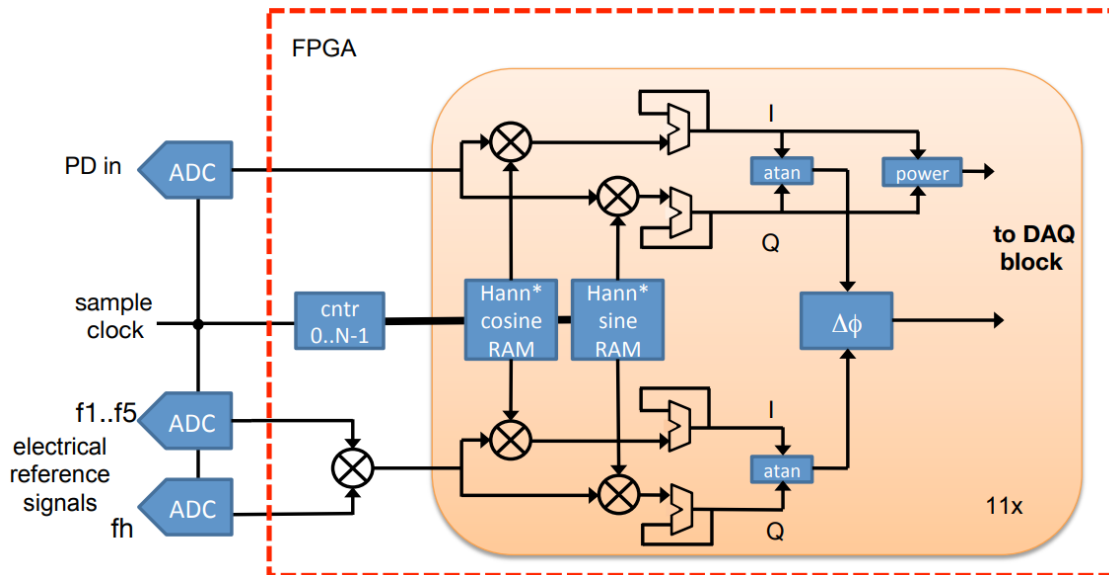 FPGA
PD in
ADC
I
atan
power
Q
to DAQ
block
sample
clock
cntr
0..N-1
Hann*
cosine
RAM
Hann*
sine
RAM
Δϕ
f1..f5
ADC
electrical
reference
signals
ADC
fh
I
atan
Q
11x